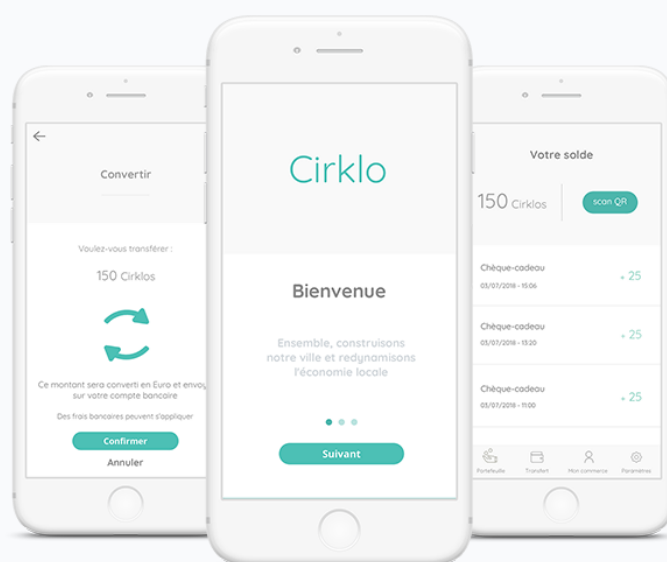 Convertir
Voulez-vous transférer :
150 Cirklos
Ce montant sera converti en Euro et envoy
sur votre compte bancaire
Des frais bancaires peuvent s'appliquer
Confirmer
Annuler
Cirklo
Bienvenue
Ensemble, construisons
notre ville et redynamisons
l'économie locale
Suivant
Votre solde
150 Cirklos
scan QR
Chèque-cadeau
+ 25
03/07/2018 - 15:06
Chèque-cadeau
+ 25
03/07/2018 - 13:20
Chèque-cadeau
+ 25
03/07/2018 - 11:00
Portefeuille Transfert Mon commerce Paramètres